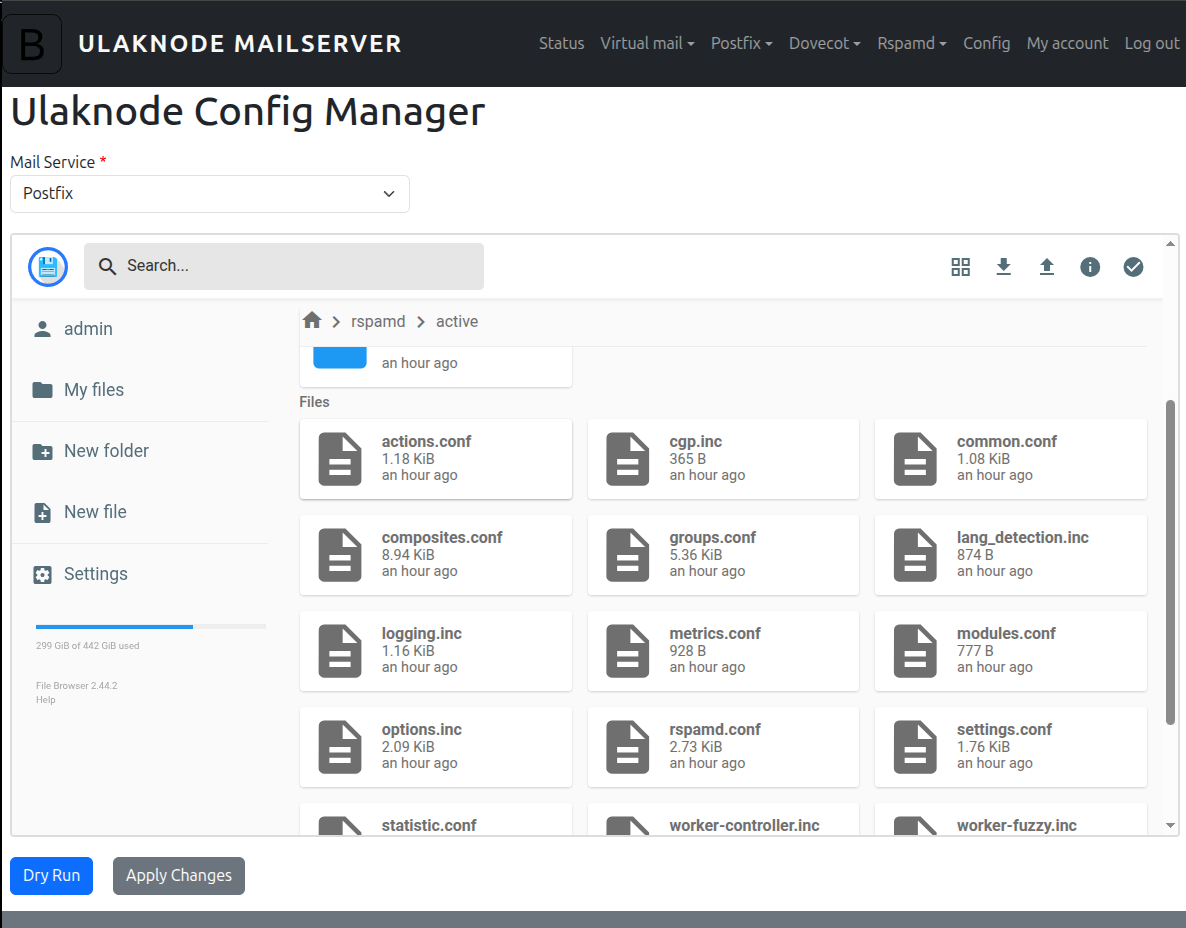 B ULAKNODE MAILSERVER Status Virtual mail Postfix Dovecot Rspamd Config My account Log out
Ulaknode Config Manager
Mail Service *
Postfix
Search...
admin
My files
New folder
New file
Settings
299 GiB of 442 GiB used
File Browser 2.44.2
Help
rspamd active
an hour ago
Files
actions.conf
1.18 KiB
an hour ago
cgp.inc
365 B
an hour ago
common.conf
1.08 KiB
an hour ago
composites.conf
8.94 KiB
an hour ago
groups.conf
5.36 KiB
an hour ago
lang_detection.inc
874 B
an hour ago
logging.inc
1.16 KiB
an hour ago
metrics.conf
928 B
an hour ago
modules.conf
777 B
an hour ago
options.inc
2.09 KiB
an hour ago
rspamd.conf
2.73 KiB
an hour ago
settings.conf
1.76 KiB
an hour ago
statistic.conf
worker-controller.inc
worker-fuzzy.inc
Dry Run
Apply Changes